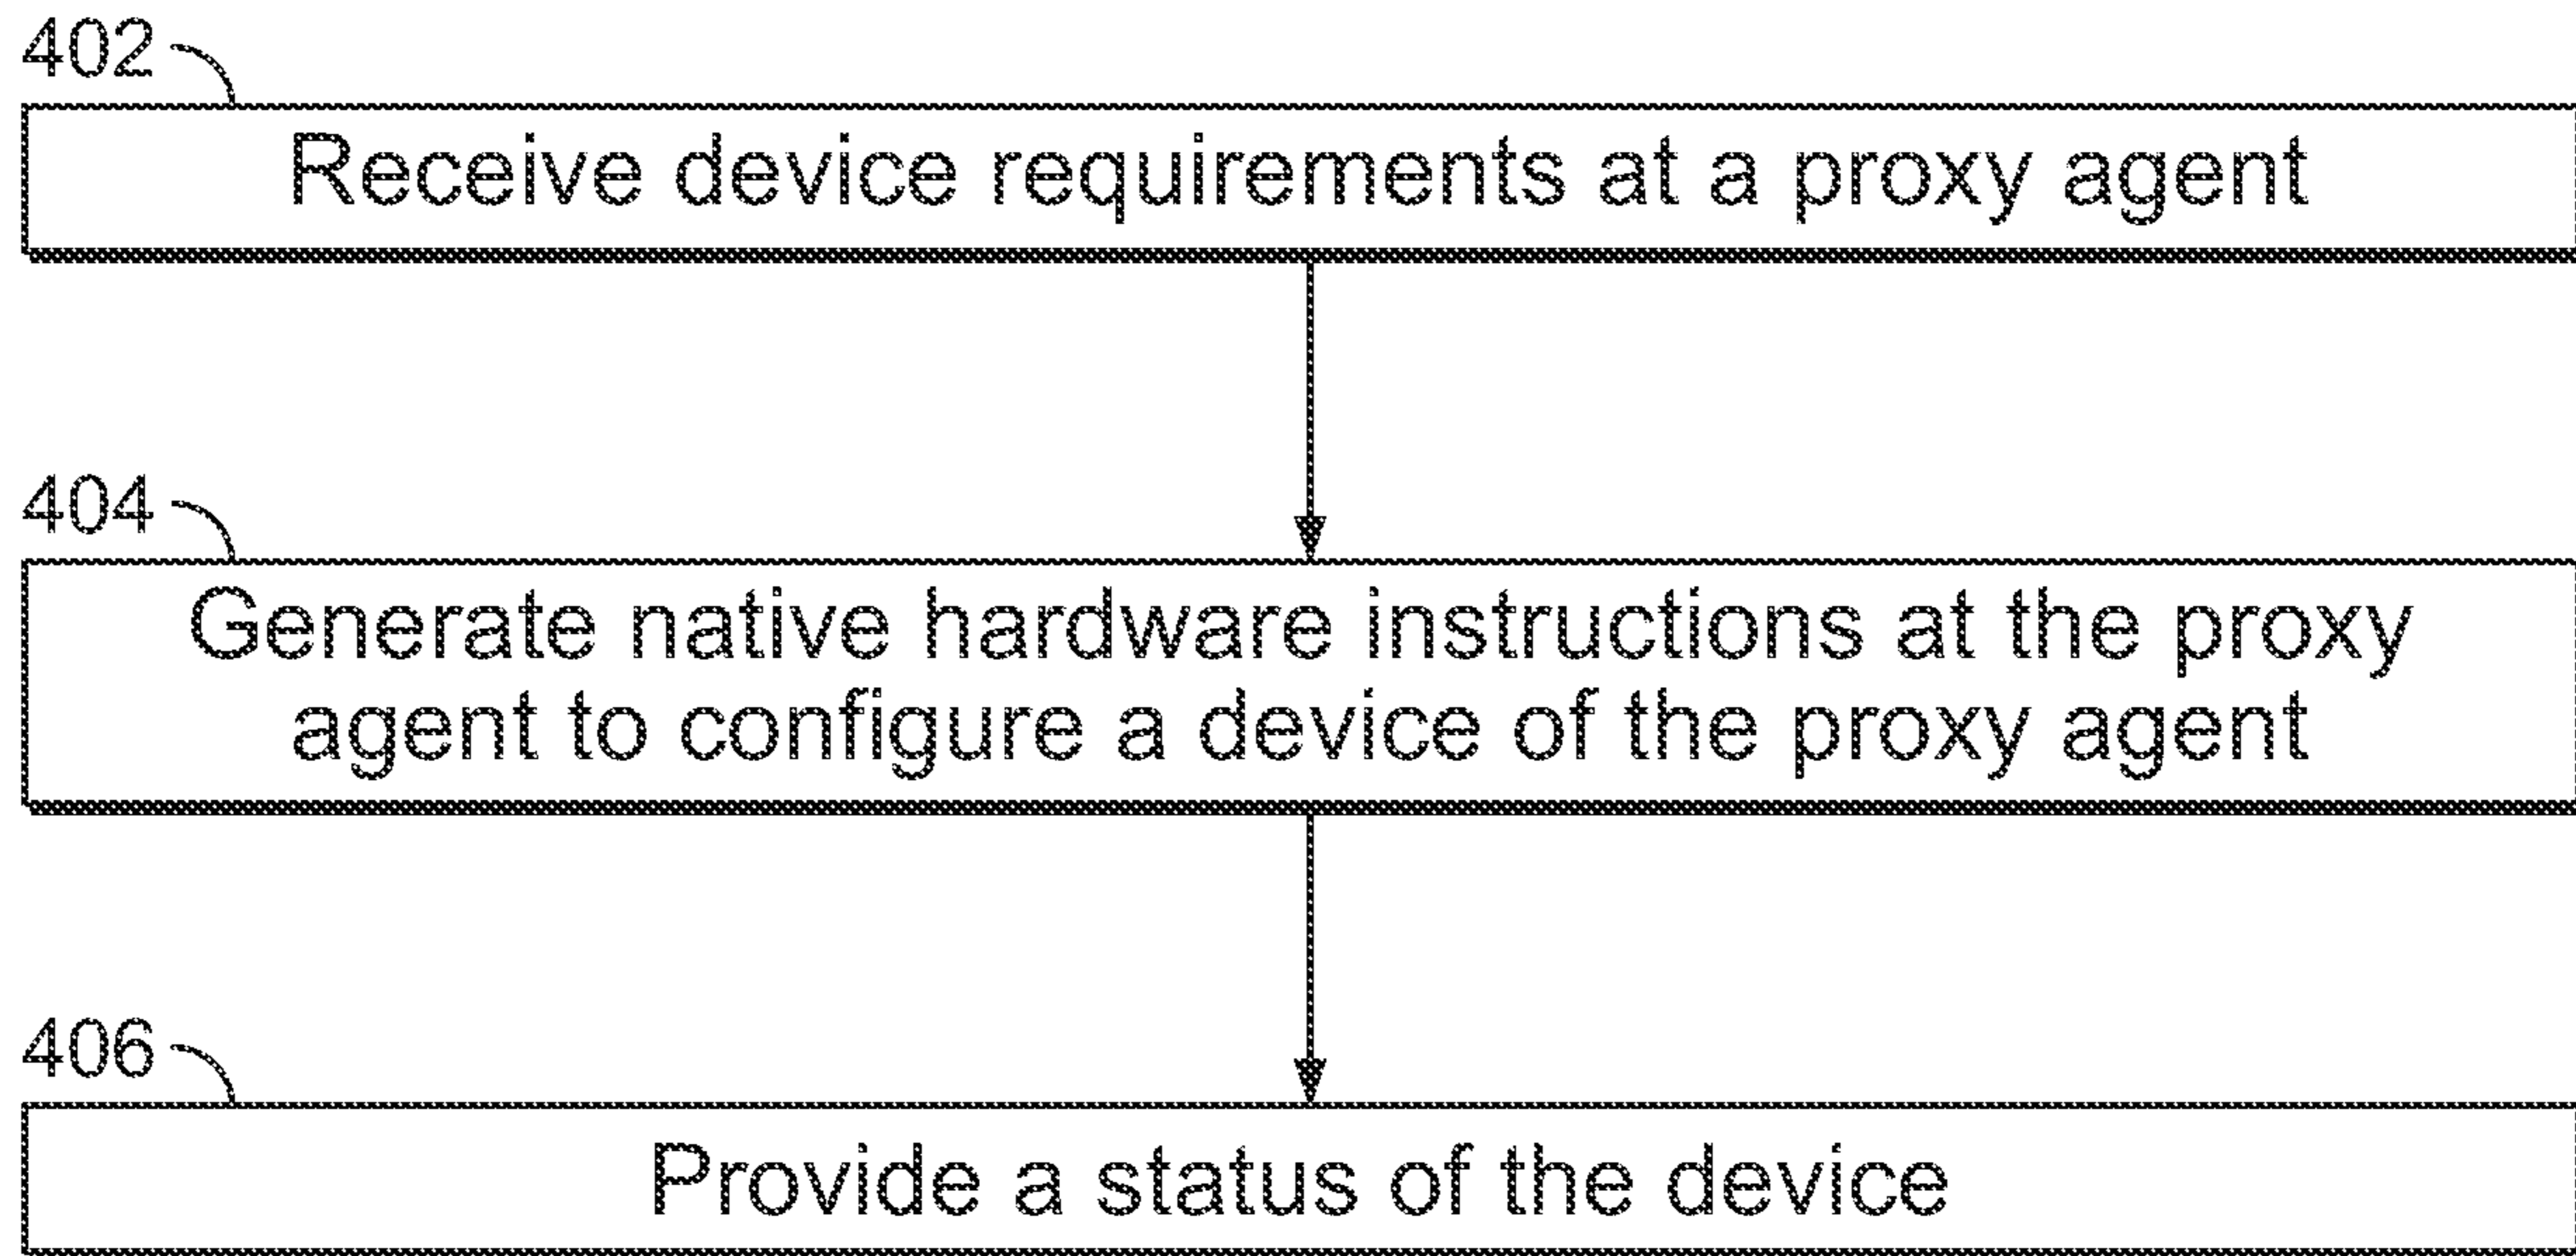 402
Receive device requirements at a proxy agent
404
Generate native hardware instructions at the proxy
agent to configure a device of the proxy agent
406
Provide a status of the device